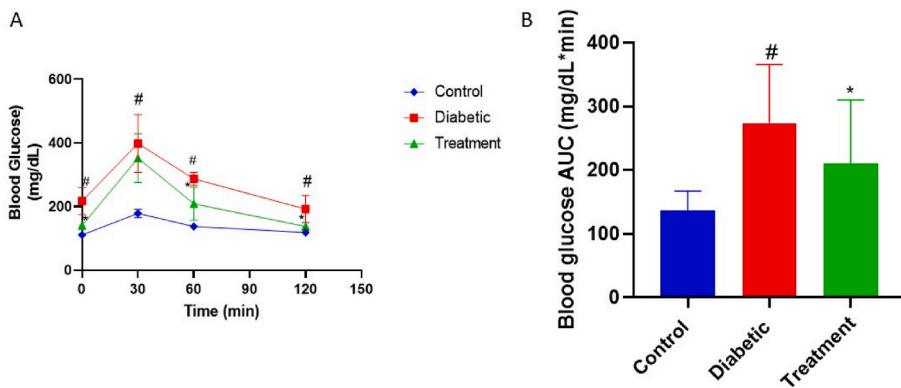 A
Blood Glucose
(mg/dL)
600
400
200
0
0 30 60 90 120 150
Time (min)
#
#
#
#
*
*
*
Control
Diabetic
Treatment
B
Blood glucose AUC (mg/dL*min)
400
300
200
100
0
#
*
Control
Diabetic
Treatment